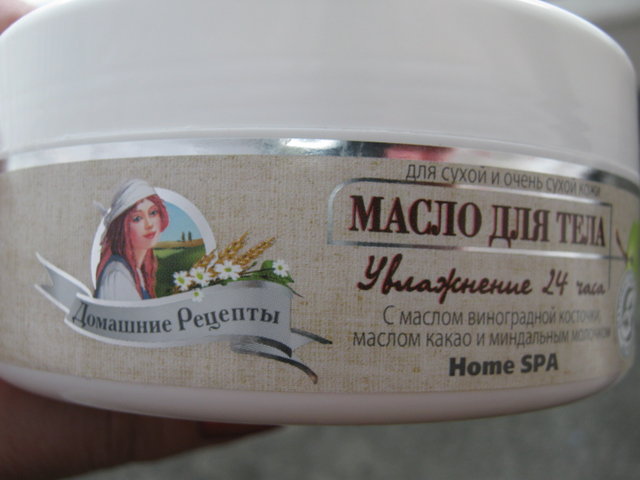 Домашние Рецепты
для сухой и очень сухой кожи
МАСЛО ДЛЯ ТЕЛА
Увлажнение 24 часа
С маслом виноградной косточки,
маслом какао и миндальным молочком
Home SPA